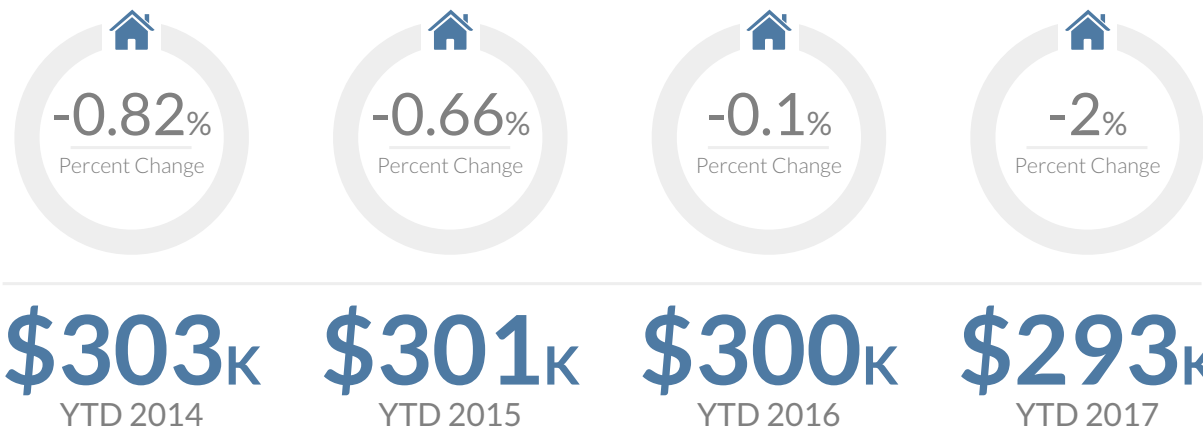 -0.82% -0.66% -0.1% -2%
Percent Change Percent Change Percent Change Percent Change
$303K $301K $300K $293K
YTD 2014 YTD 2015 YTD 2016 YTD 2017